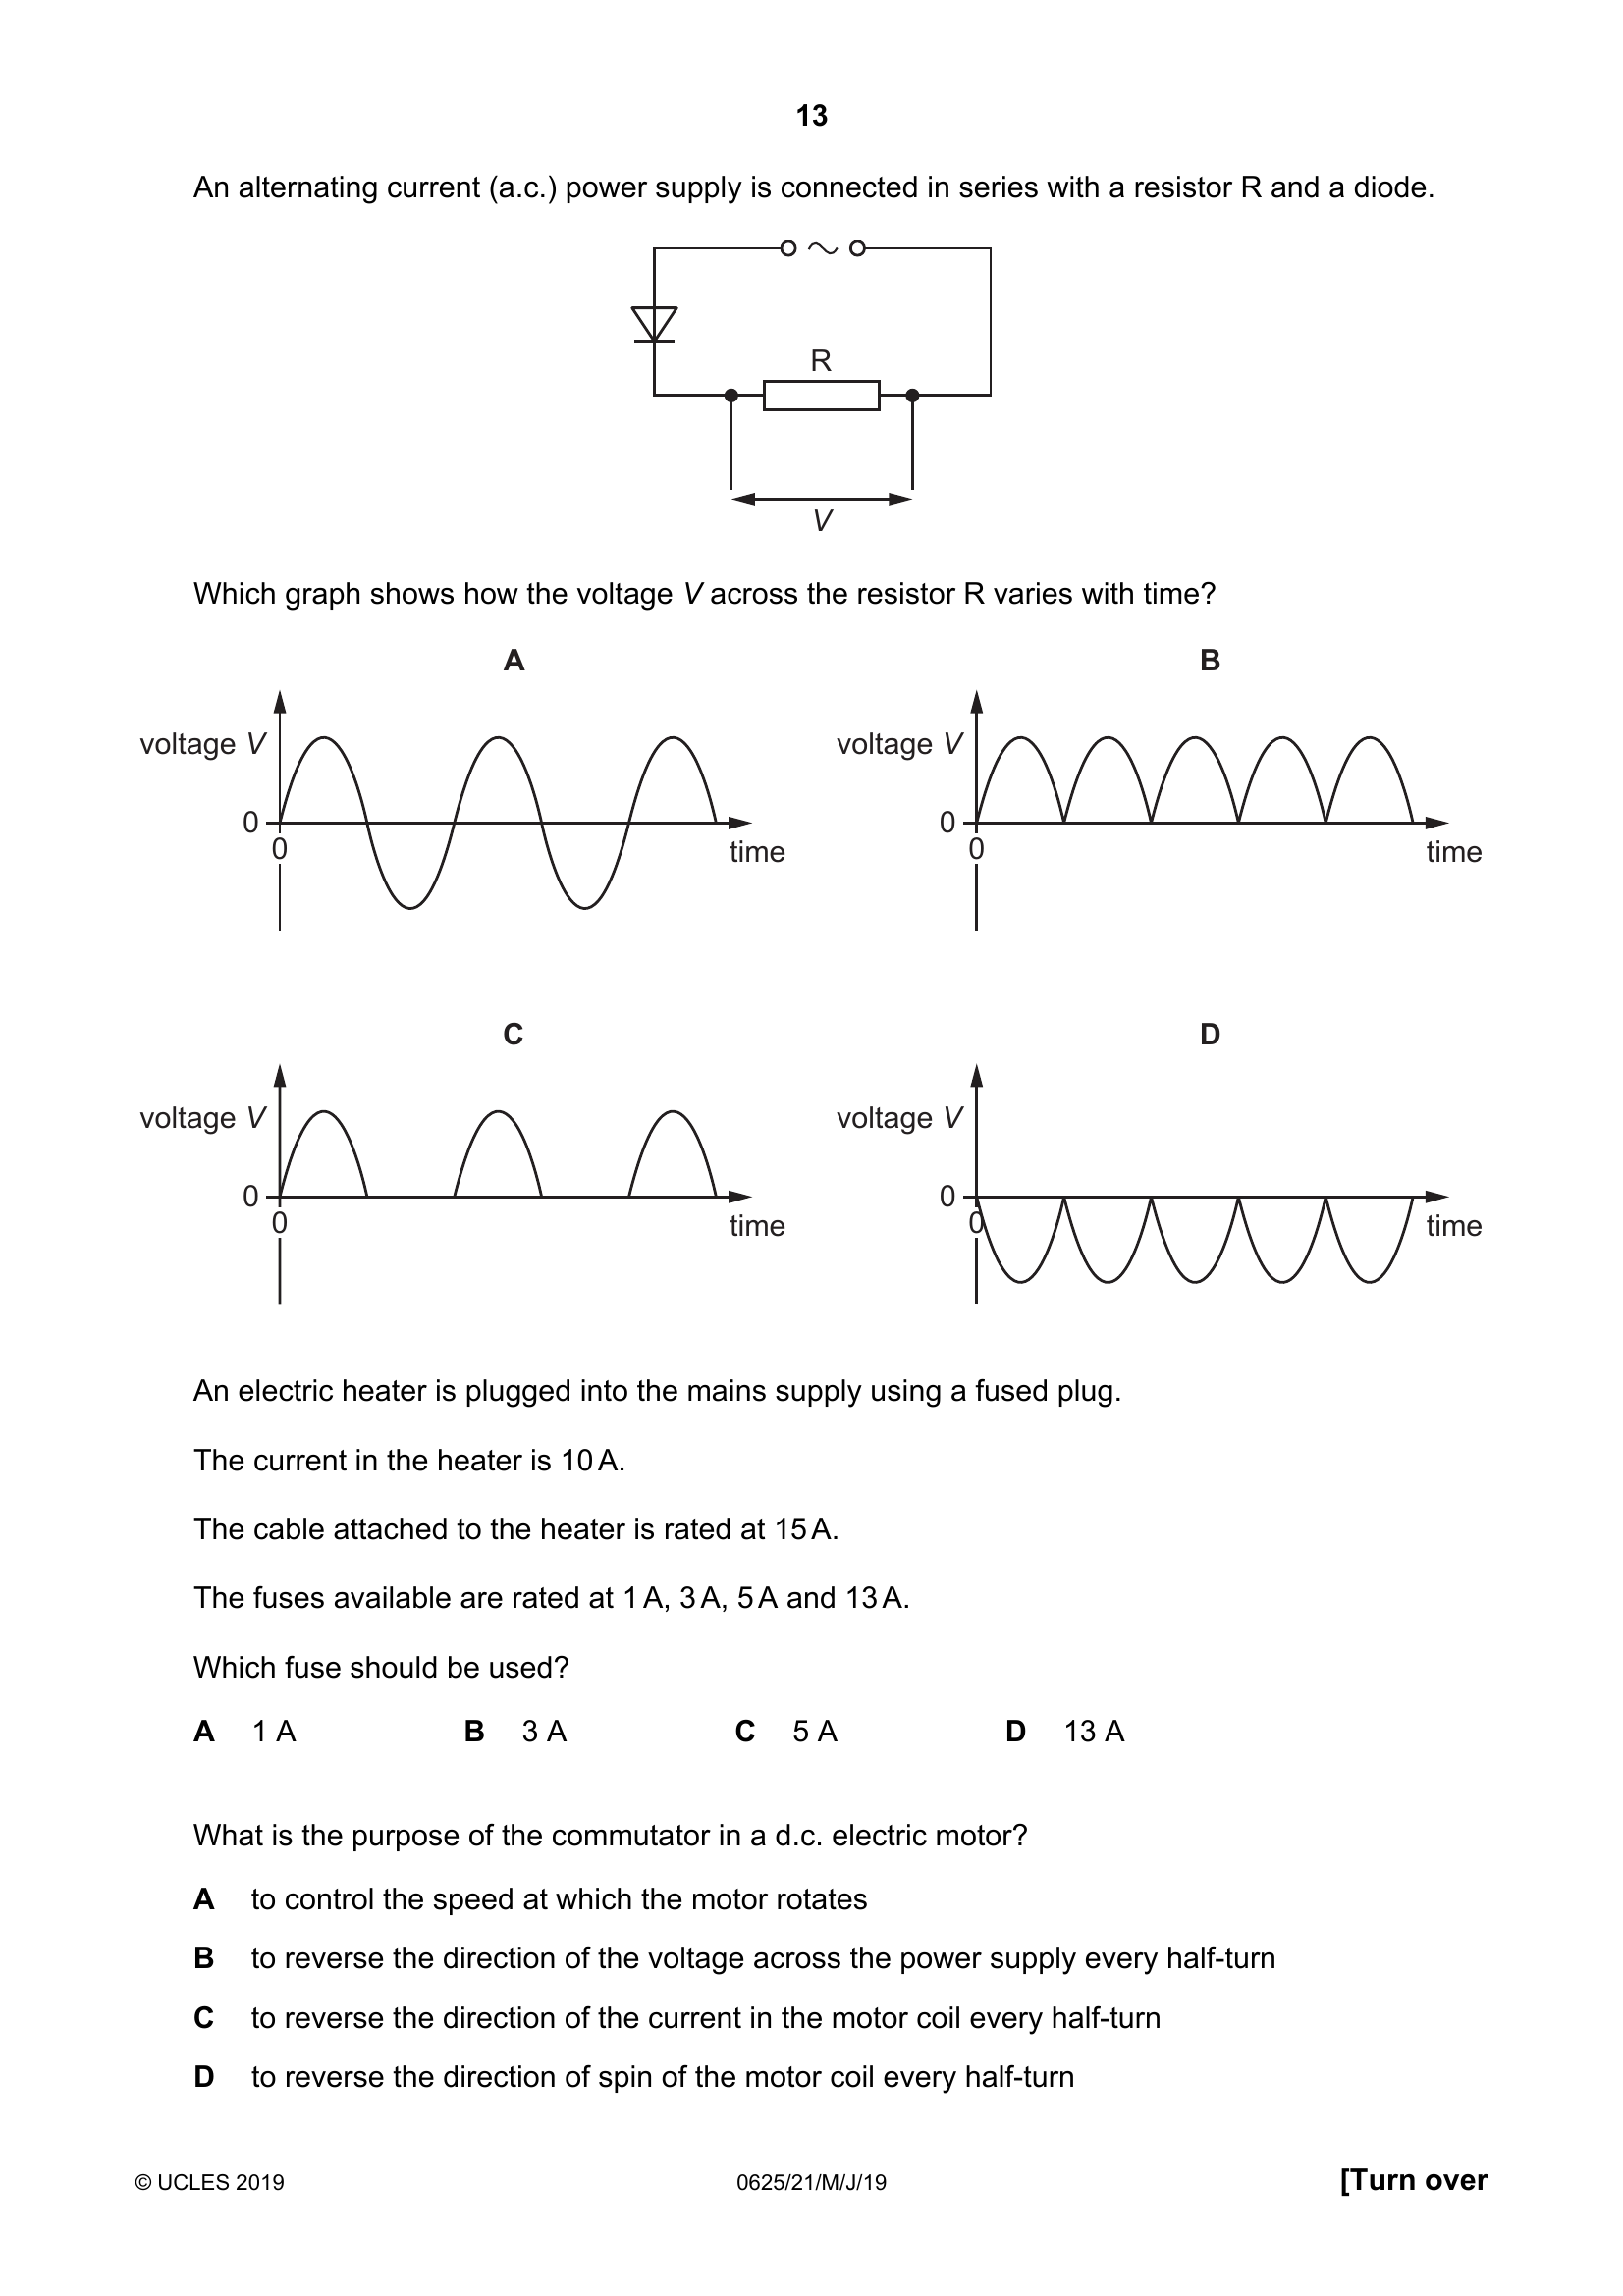 13
An alternating current (a.c.) power supply is connected in series with a resistor R and a diode.
R
V
Which graph shows how the voltage V across the resistor R varies with time?
A
voltage V
0
0
time
B
voltage V
0
0
time
C
voltage V
0
0
time
D
voltage V
0
0
time
An electric heater is plugged into the mains supply using a fused plug.
The current in the heater is 10 A.
The cable attached to the heater is rated at 15 A.
The fuses available are rated at 1 A, 3 A, 5 A and 13 A.
Which fuse should be used?
A 1 A B 3 A C 5 A D 13 A
What is the purpose of the commutator in a d.c. electric motor?
A to control the speed at which the motor rotates
B to reverse the direction of the voltage across the power supply every half-turn
C to reverse the direction of the current in the motor coil every half-turn
D to reverse the direction of spin of the motor coil every half-turn
© UCLES 2019 0625/21/M/J/19 [Turn over